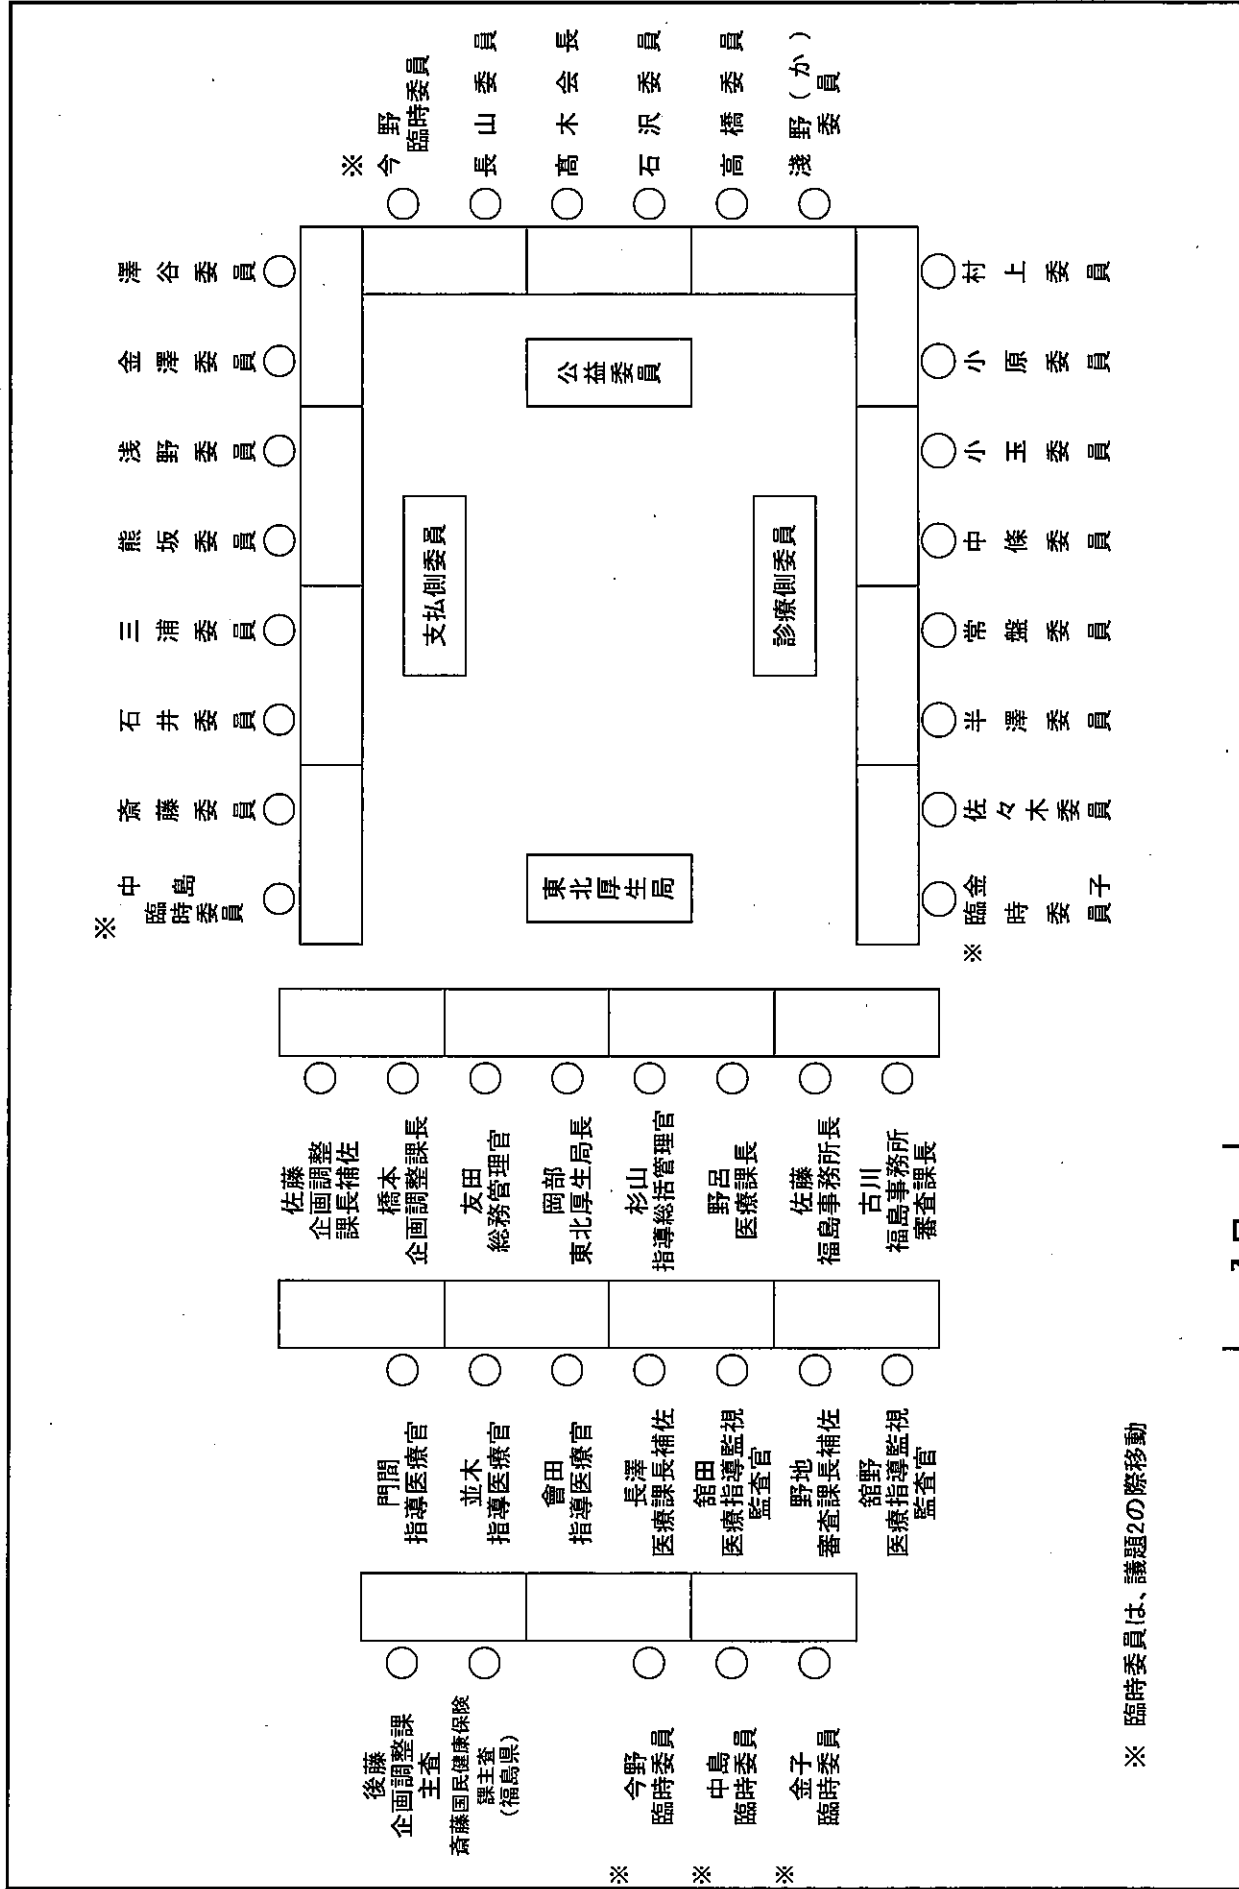 ※
今野
臨時委員
長山委員
髙木会長
石沢委員
高橋委員
淺野(か)
委員
澤谷委員
金澤委員
浅野委員
熊坂委員
三浦委員
石井委員
斎藤委員
※
中島
臨時委員
公益委員
支払側委員
診療側委員
東北厚生局
村上委員
小原委員
小玉委員
中條委員
常盤委員
半澤委員
佐々木委員
※
金子
臨時委員
佐藤
企画調整
課長補佐
橋本
企画調整課長
友田
総務管理官
岡部
東北厚生局長
杉山
指導総括管理官
野呂
医療課長
佐藤
福島事務所長
古川
福島事務所
審査課長
門間
指導医療官
並木
指導医療官
會田
指導医療官
長澤
医療課長補佐
舘田
医療指導監視
監査官
野地
審査課長補佐
舘野
医療指導監視
監査官
後藤
企画調整課
主査
斎藤国民健康保険
課主査
(福島県)
※
今野
臨時委員
※
中島
臨時委員
※
金子
臨時委員
※ 臨時委員は、議題2の際移動